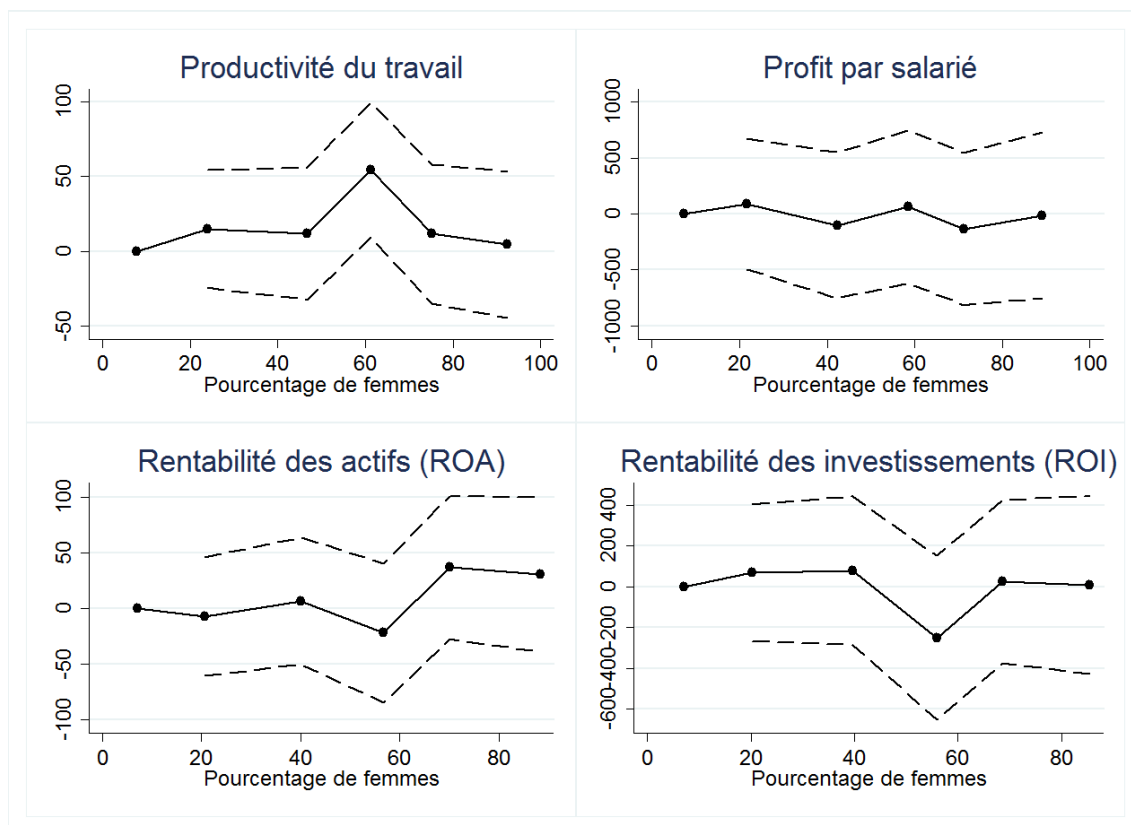 Productivité du travail
100
50
0
-50
0 20 40 60 80 100
Pourcentage de femmes
Profit par salarié
1000
500
0
-500
-1000
0 20 40 60 80 100
Pourcentage de femmes
Rentabilité des actifs (ROA)
100
50
0
-50
-100
0 20 40 60 80
Pourcentage de femmes
Rentabilité des investissements (ROI)
400
200
0
-200
-400
-600
0 20 40 60 80
Pourcentage de femmes